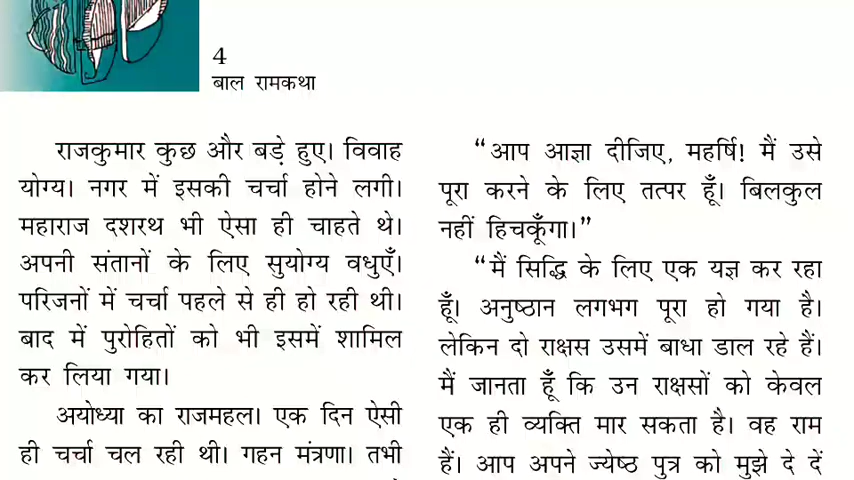 4
बाल रामकथा
राजकुमार कुछ और बड़े हुए। विवाह
योग्य। नगर में इसकी चर्चा होने लगी।
महाराज दशरथ भी ऐसा ही चाहते थे।
अपनी संतानों के लिए सुयोग्य वधुएँ।
परिजनों में चर्चा पहले से ही हो रही थी।
बाद में पुरोहितों को भी इसमें शामिल
कर लिया गया।
अयोध्या का राजमहल। एक दिन ऐसी
ही चर्चा चल रही थी। गहन मंत्रणा। तभी
“आप आज्ञा दीजिए, महर्षि! मैं उसे
पूरा करने के लिए तत्पर हूँ। बिलकुल
नहीं हिचकूँगा।”
“मैं सिद्धि के लिए एक यज्ञ कर रहा
हूँ। अनुष्ठान लगभग पूरा हो गया है।
लेकिन दो राक्षस उसमें बाधा डाल रहे हैं।
मैं जानता हूँ कि उन राक्षसों को केवल
एक ही व्यक्ति मार सकता है। वह राम
हैं। आप अपने ज्येष्ठ पुत्र को मुझे दे दें